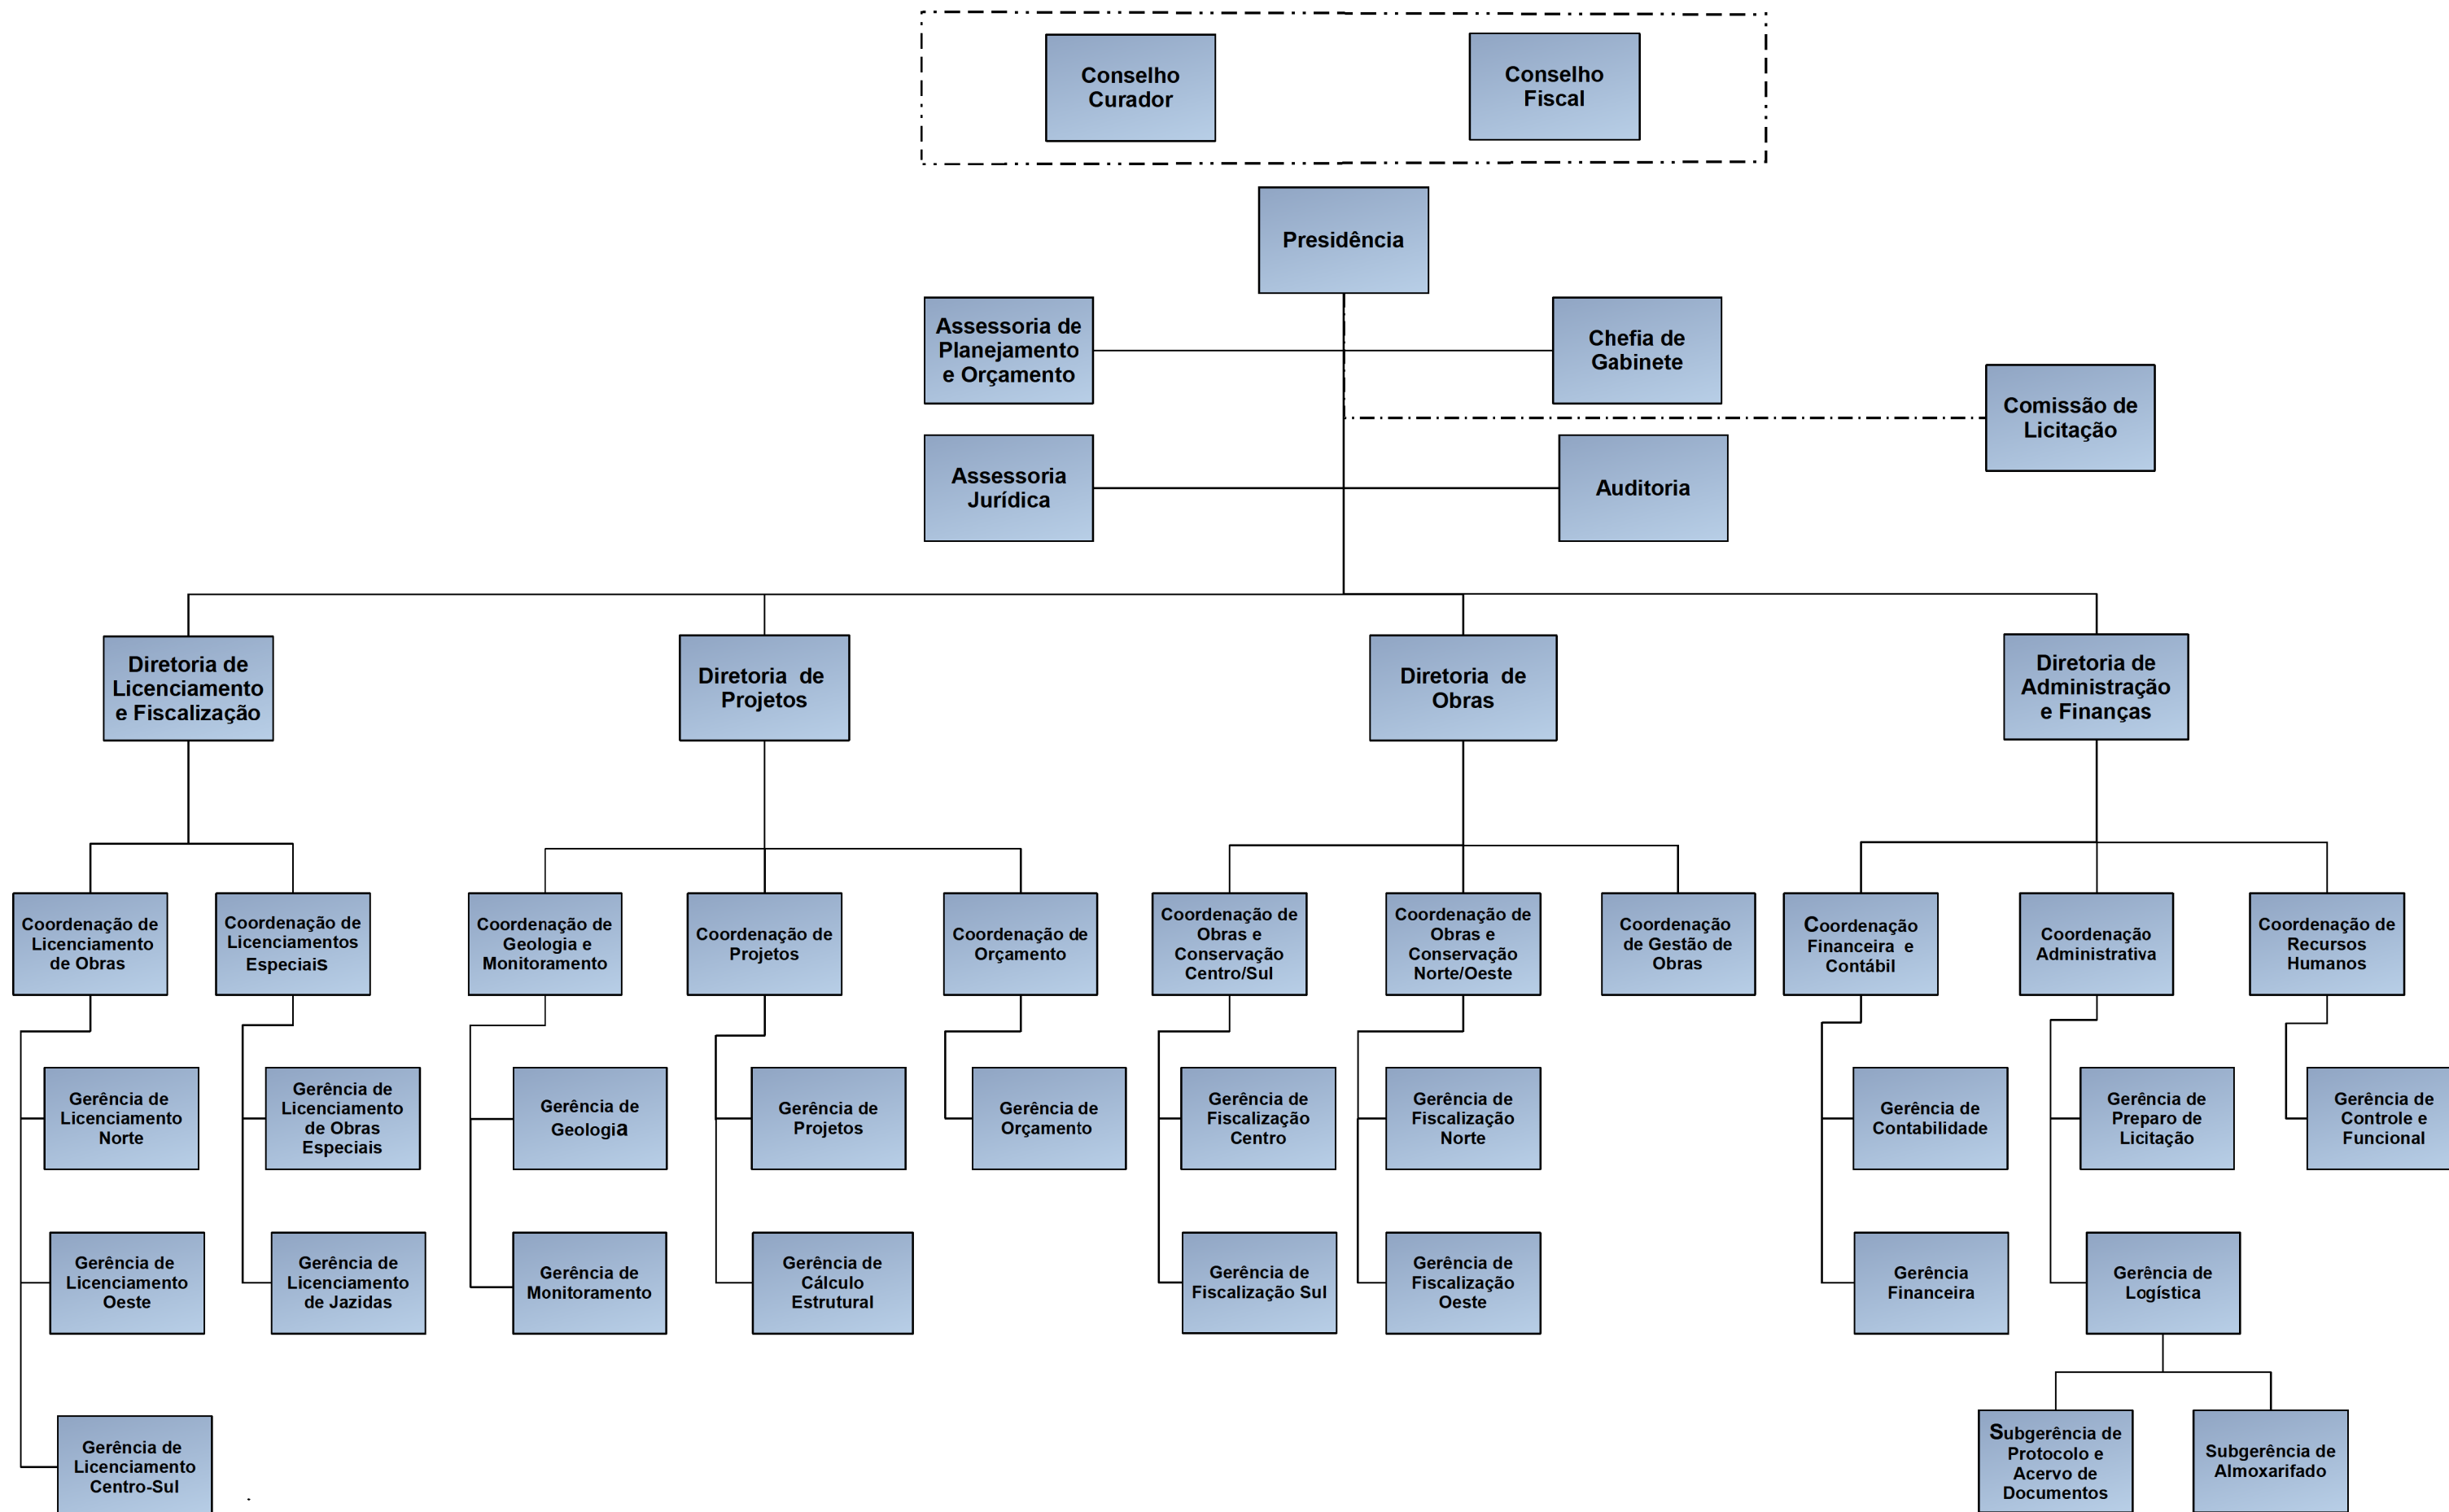 Conselho
Curador
Conselho
Fiscal
Presidência
Assessoria de
Planejamento
e Orçamento
Chefia de
Gabinete
Comissão de
Licitação
Assessoria
Jurídica
Auditoria
Diretoria de
Licenciamento
e Fiscalização
Diretoria de
Projetos
Diretoria de
Obras
Diretoria de
Administração
e Finanças
Coordenação de
Licenciamento
de Obras
Coordenação de
Licenciamentos
Especiais
Coordenação de
Geologia e
Monitoramento
Coordenação de
Projetos
Coordenação de
Orçamento
Coordenação de
Obras e
Conservação
Centro/Sul
Coordenação de
Obras e
Conservação
Norte/Oeste
Coordenação
de Gestão de
Obras
Coordenação
Financeira e
Contábil
Coordenação
Administrativa
Coordenação de
Recursos
Humanos
Gerência de
Licenciamento
Norte
Gerência de
Licenciamento
de Obras
Especiais
Gerência de
Geologia
Gerência de
Projetos
Gerência de
Orçamento
Gerência de
Fiscalização
Centro
Gerência de
Fiscalização
Norte
Gerência de
Contabilidade
Gerência de
Preparo de
Licitação
Gerência de
Controle e
Funcional
Gerência de
Licenciamento
Oeste
Gerência de
Licenciamento
de Jazidas
Gerência de
Monitoramento
Gerência de
Cálculo
Estrutural
Gerência de
Fiscalização Sul
Gerência de
Fiscalização
Oeste
Gerência
Financeira
Gerência de
Logística
Gerência de
Licenciamento
Centro-Sul
Subgerência de
Protocolo e
Acervo de
Documentos
Subgerência de
Almoxarifado